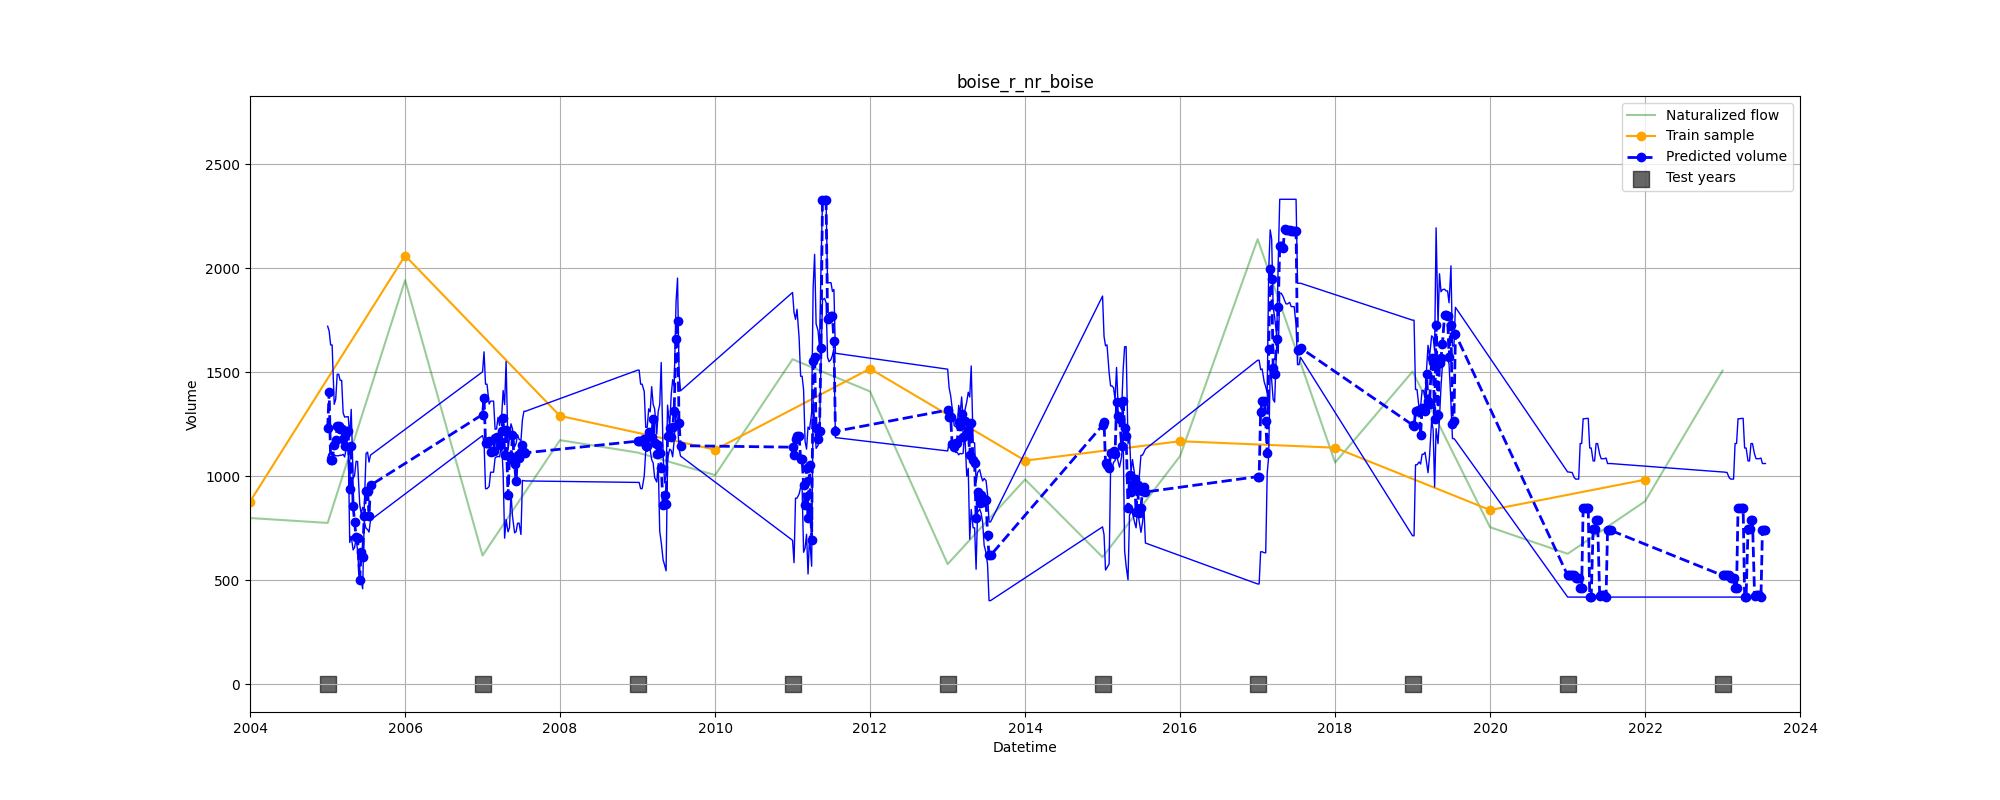 boise_r_nr_boise
Naturalized flow
Train sample
Predicted volume
Test years
Volume
2500
2000
1500
1000
500
0
2004 2006 2008 2010 2012 2014 2016 2018 2020 2022 2024
Datetime